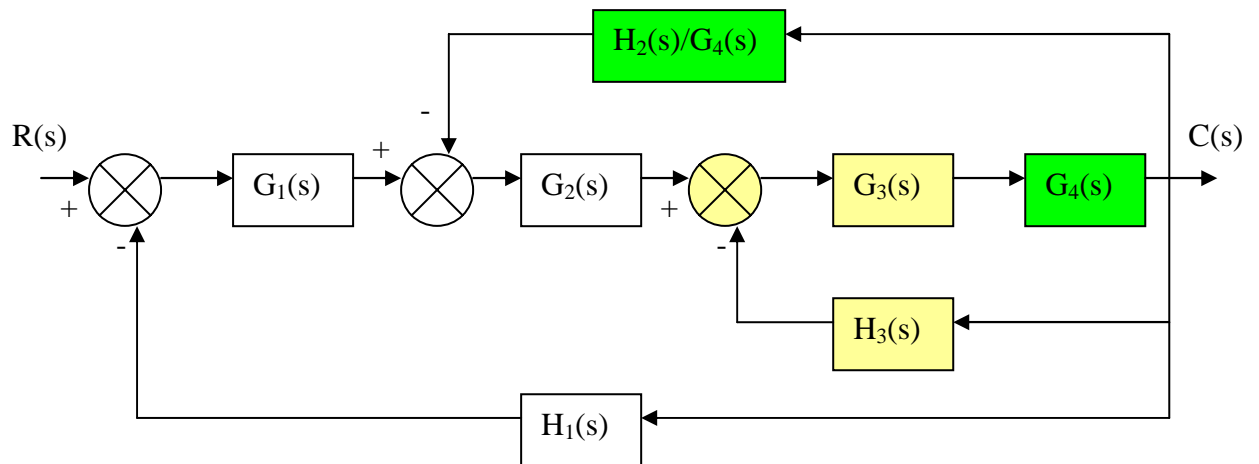 H₂(s)/G₄(s)
-
R(s)
+
C(s)
G₁(s)
G₂(s)
G₃(s)
G₄(s)
+
+
-
-
H₃(s)
H₁(s)